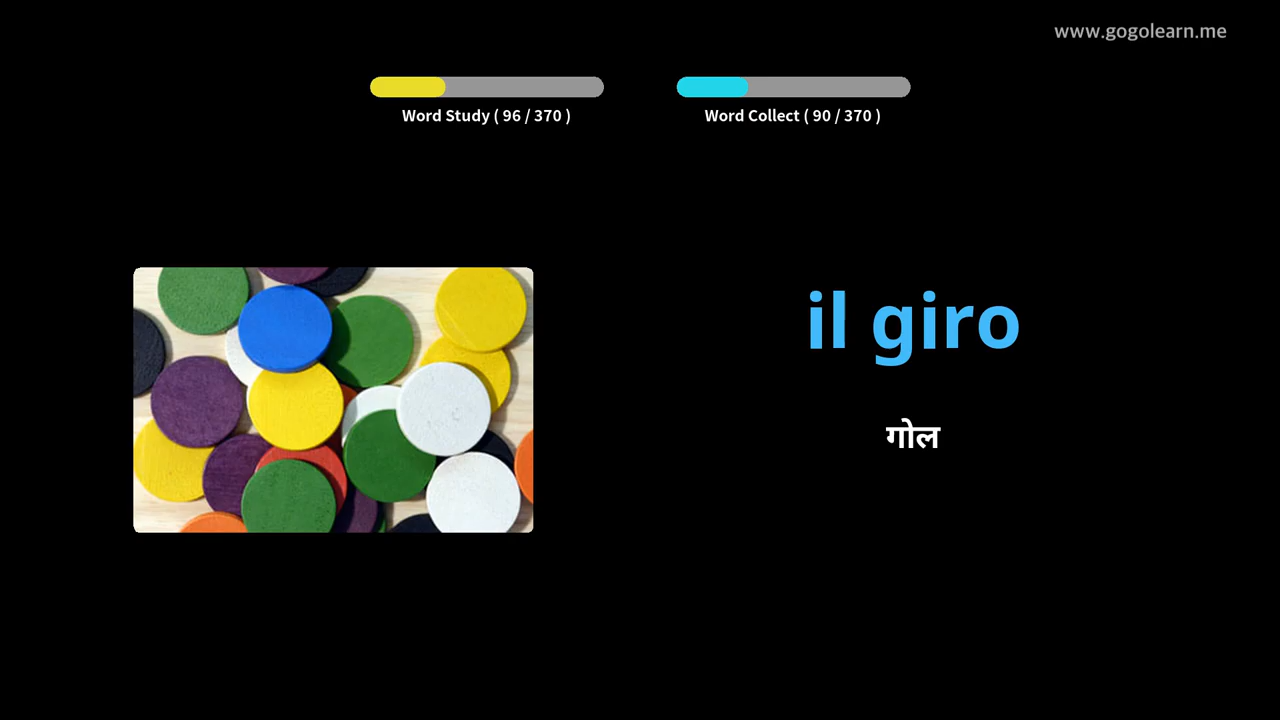 www.gogolearn.me
Word Study ( 96 / 370 )
Word Collect ( 90 / 370 )
il giro
गोल